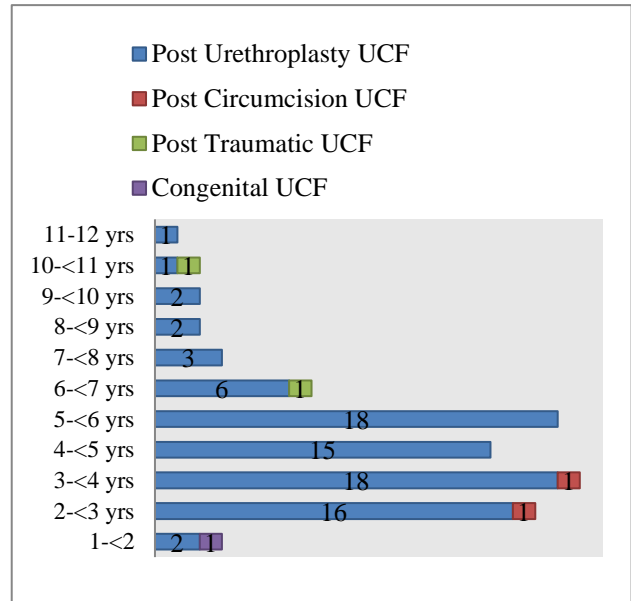 Post Urethroplasty UCF
Post Circumcision UCF
Post Traumatic UCF
Congenital UCF
11-12 yrs 1
10-<11 yrs 1 1
9-<10 yrs 2
8-<9 yrs 2
7-<8 yrs 3
6-<7 yrs 6 1
5-<6 yrs 18
4-<5 yrs 15
3-<4 yrs 18 1
2-<3 yrs 16 1
1-<2 2 1